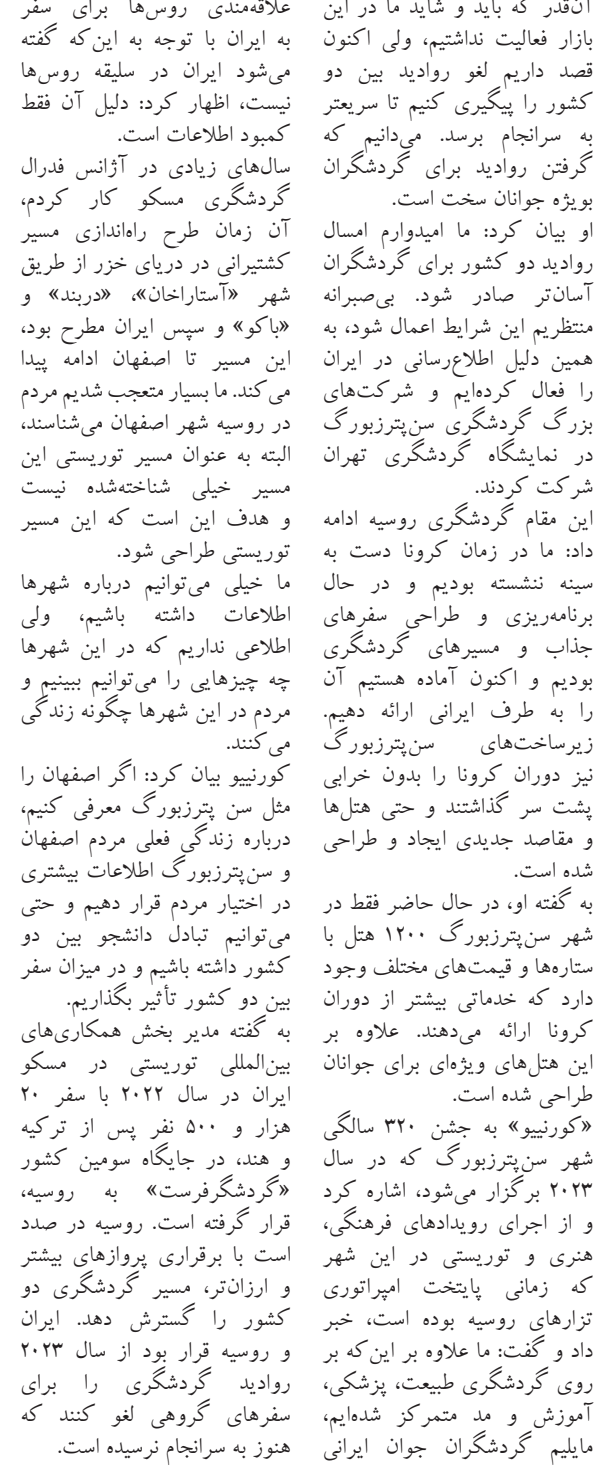 آنقدر که باید و شاید ما در این
بازار فعالیت نداشتیم، ولی اکنون
قصد داریم لغو روادید بین دو
کشور را پیگیری کنیم تا سریعتر
به سرانجام برسد. می‌دانیم که
گرفتن روادید برای گردشگران
بویژه جوانان سخت است.
او بیان کرد: ما امیدوارم امسال
روادید دو کشور برای گردشگران
آسان‌تر صادر شود. بی‌صبرانه
منتظریم این شرایط اعمال شود، به
همین دلیل اطلاع‌رسانی در ایران
را فعال کرده‌ایم و شرکت‌های
بزرگ گردشگری سن‌پترزبورگ
در نمایشگاه گردشگری تهران
شرکت کردند.
این مقام گردشگری روسیه ادامه
داد: ما در زمان کرونا دست به
سینه ننشسته بودیم و در حال
برنامه‌ریزی و طراحی سفرهای
جذاب و مسیرهای گردشگری
بودیم و اکنون آماده هستیم آن
را به طرف ایرانی ارائه دهیم.
زیرساخت‌های سن‌پترزبورگ
نیز دوران کرونا را بدون خرابی
پشت سر گذاشتند و حتی هتل‌ها
و مقاصد جدیدی ایجاد و طراحی
شده است.
به گفته او، در حال حاضر فقط در
شهر سن‌پترزبورگ ۱۲۰۰ هتل با
ستاره‌ها و قیمت‌های مختلف وجود
دارد که خدماتی بیشتر از دوران
کرونا ارائه می‌دهند. علاوه بر
این هتل‌های ویژه‌ای برای جوانان
طراحی شده است.
«کورنییو» به جشن ۳۲۰ سالگی
شهر سن‌پترزبورگ که در سال
۲۰۲۳ برگزار می‌شود، اشاره کرد
و از اجرای رویدادهای فرهنگی،
هنری و توریستی در این شهر
که زمانی پایتخت امپراتوری
تزارهای روسیه بوده است، خبر
داد و گفت: ما علاوه بر این‌که بر
روی گردشگری طبیعت، پزشکی،
آموزش و مد متمرکز شده‌ایم،
مایلیم گردشگران جوان ایرانی
علاقه‌مندی روس‌ها برای سفر
به ایران با توجه به این‌که گفته
می‌شود ایران در سلیقه روس‌ها
نیست، اظهار کرد: دلیل آن فقط
کمبود اطلاعات است.
سال‌های زیادی در آژانس فدرال
گردشگری مسکو کار کردم،
آن زمان طرح راه‌اندازی مسیر
کشتیرانی در دریای خزر از طریق
شهر «آستاراخان»، «دربند» و
«باکو» و سپس ایران مطرح بود،
این مسیر تا اصفهان ادامه پیدا
می‌کند. ما بسیار متعجب شدیم مردم
در روسیه شهر اصفهان می‌شناسند،
البته به عنوان مسیر توریستی این
مسیر خیلی شناخته‌شده نیست
و هدف این است که این مسیر
توریستی طراحی شود.
ما خیلی می‌توانیم درباره شهرها
اطلاعات داشته باشیم، ولی
اطلاعی نداریم که در این شهرها
چه چیزهایی را می‌توانیم ببینیم و
مردم در این شهرها چگونه زندگی
می‌کنند.
کورنییو بیان کرد: اگر اصفهان را
مثل سن پترزبورگ معرفی کنیم،
درباره زندگی فعلی مردم اصفهان
و سن‌پترزبورگ اطلاعات بیشتری
در اختیار مردم قرار دهیم و حتی
می‌توانیم تبادل دانشجو بین دو
کشور داشته باشیم و در میزان سفر
بین دو کشور تأثیر بگذاریم.
به گفته مدیر بخش همکاری‌های
بین‌المللی توریستی در مسکو
ایران در سال ۲۰۲۲ با سفر ۲۰
هزار و ۵۰۰ نفر پس از ترکیه
و هند، در جایگاه سومین کشور
«گردشگرفرست» به روسیه،
قرار گرفته است. روسیه در صدد
است با برقراری پروازهای بیشتر
و ارزان‌تر، مسیر گردشگری دو
کشور را گسترش دهد. ایران
و روسیه قرار بود از سال ۲۰۲۳
روادید گردشگری را برای
سفرهای گروهی لغو کنند که
هنوز به سرانجام نرسیده است.